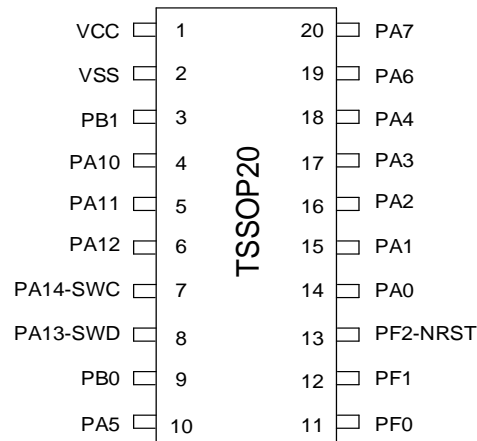 VCC 1 20 PA7
VSS 2 19 PA6
PB1 3 18 PA4
PA10 4 17 PA3
PA11 5 16 PA2
PA12 6 15 PA1
PA14-SWC 7 14 PA0
PA13-SWD 8 13 PF2-NRST
PB0 9 12 PF1
PA5 10 11 PF0
TSSOP20